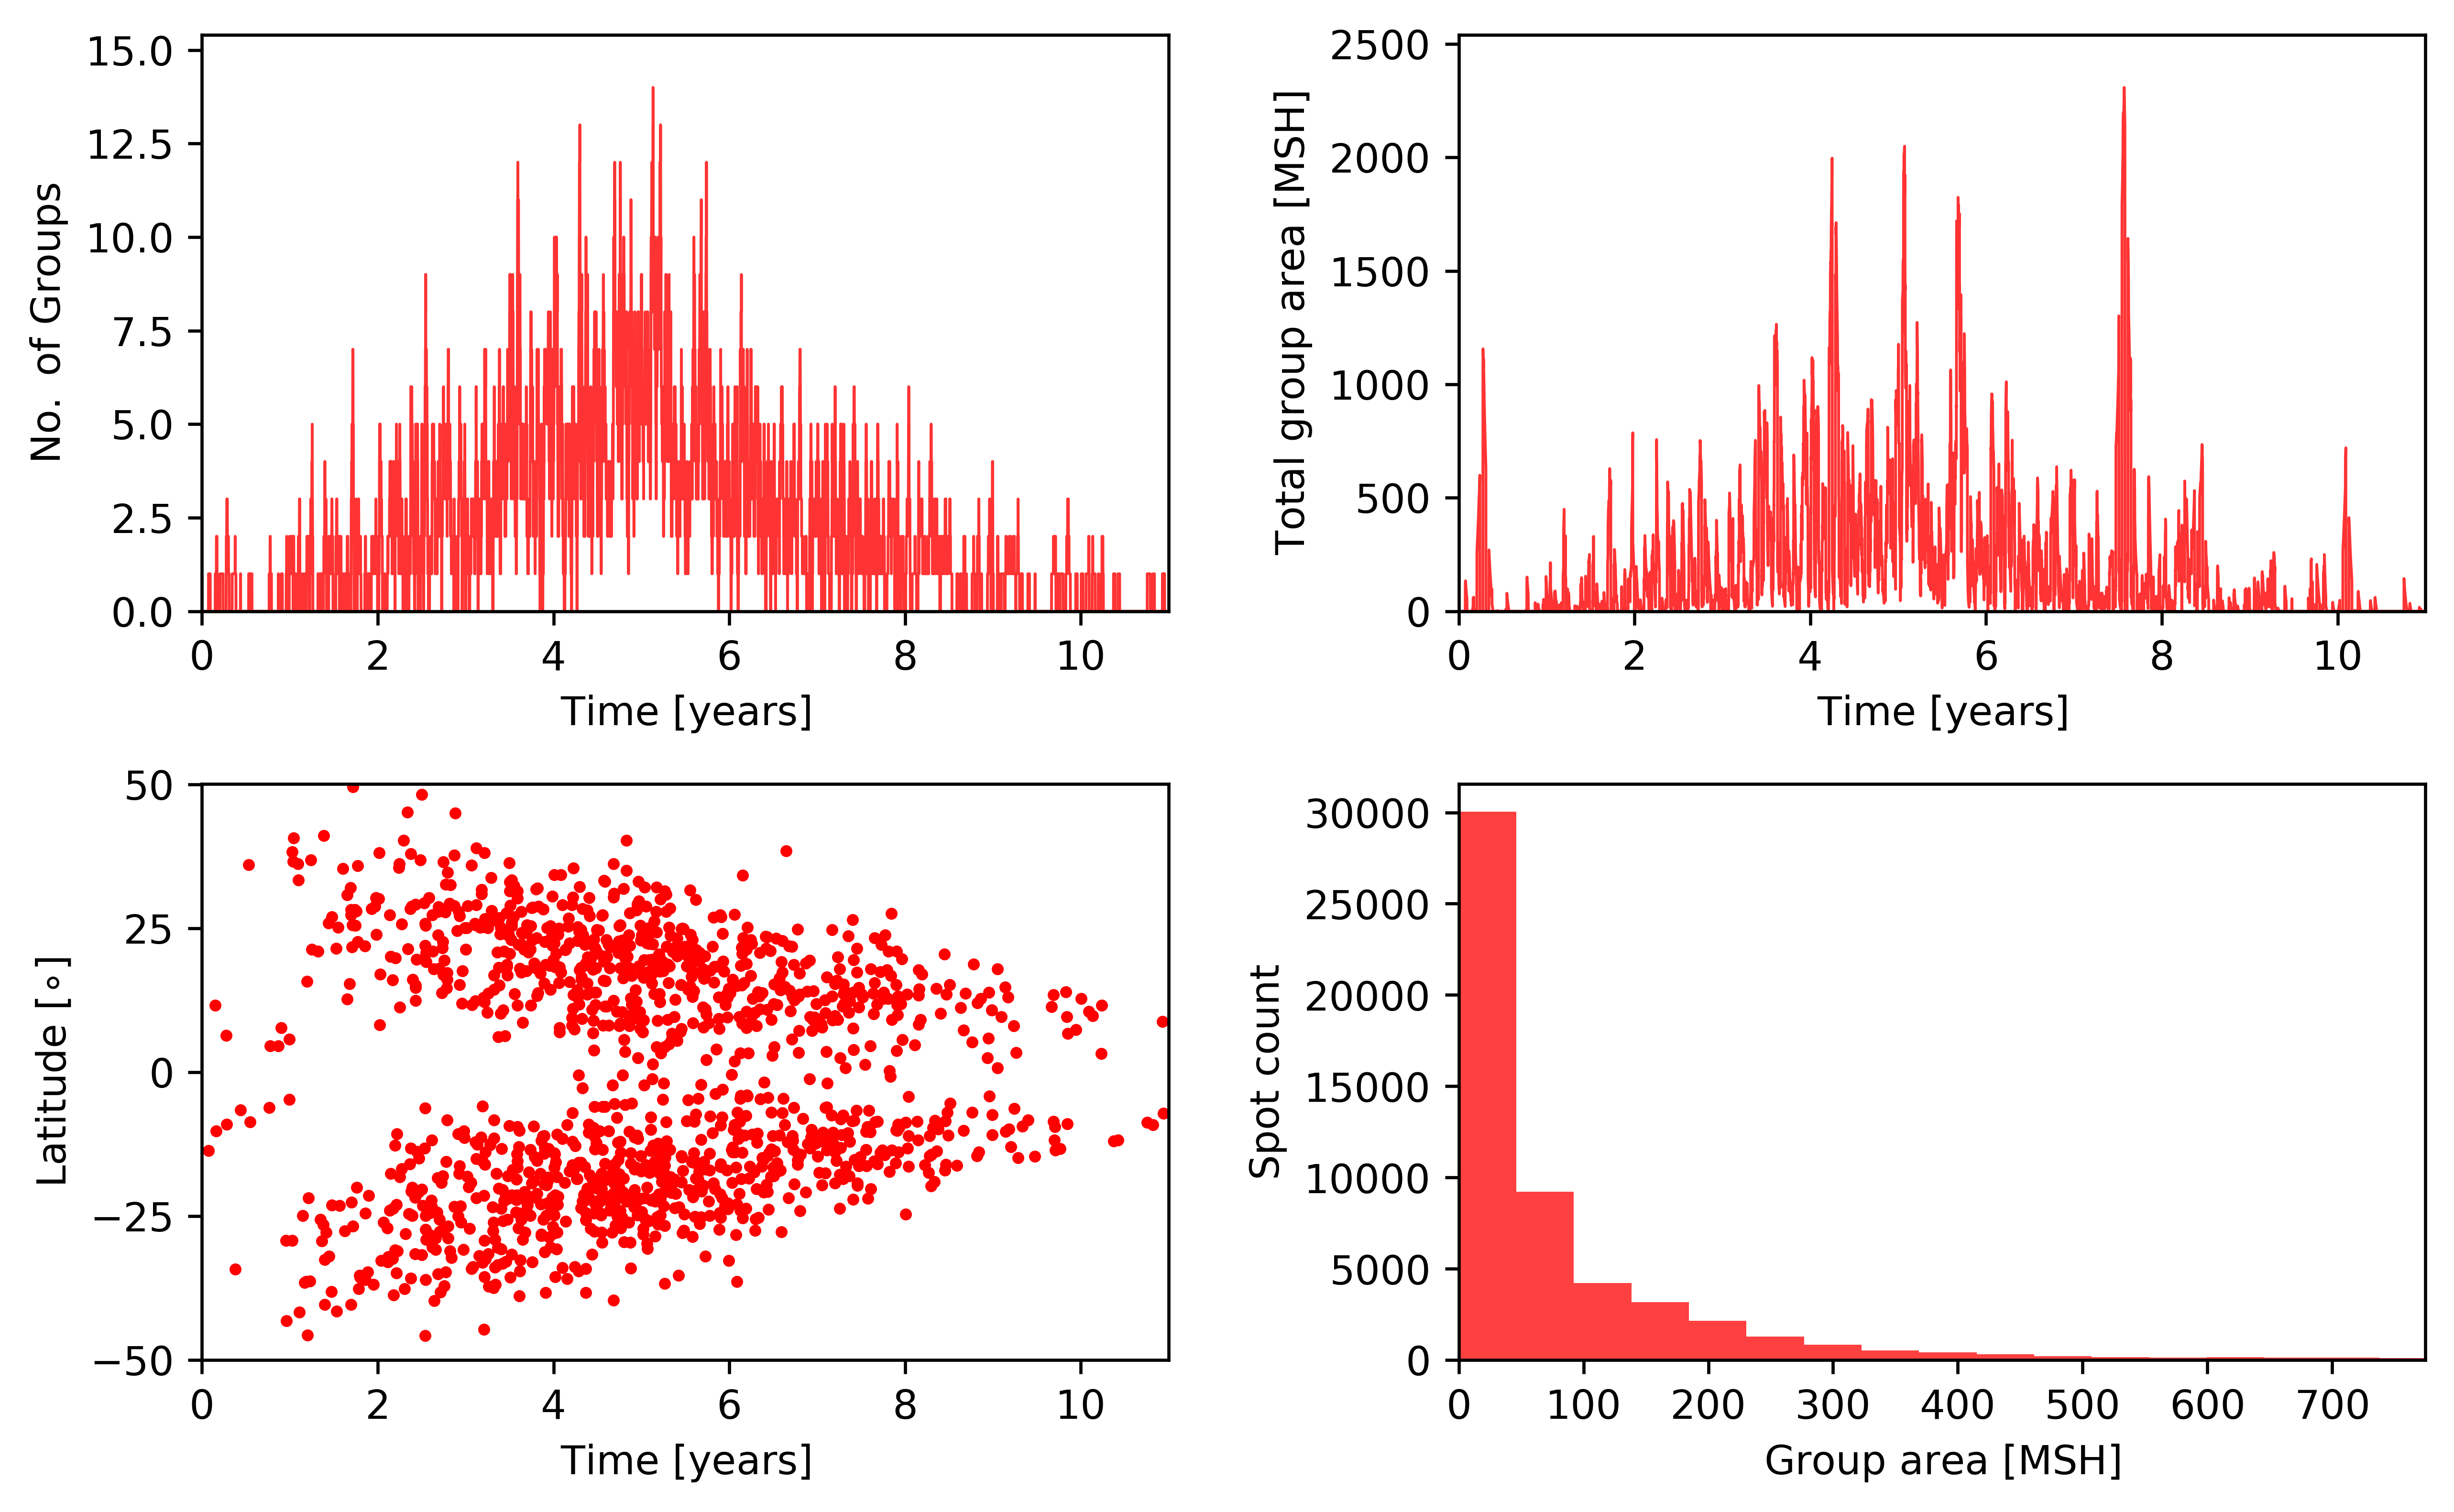 15.0
12.5
10.0
7.5
5.0
2.5
0.0
No. of Groups
0 2 4 6 8 10
Time [years]
2500
2000
1500
1000
500
0
Total group area [MSH]
0 2 4 6 8 10
Time [years]
50
25
0
−25
−50
Latitude [∘]
0 2 4 6 8 10
Time [years]
30000
25000
20000
15000
10000
5000
0
Spot count
0 100 200 300 400 500 600 700
Group area [MSH]